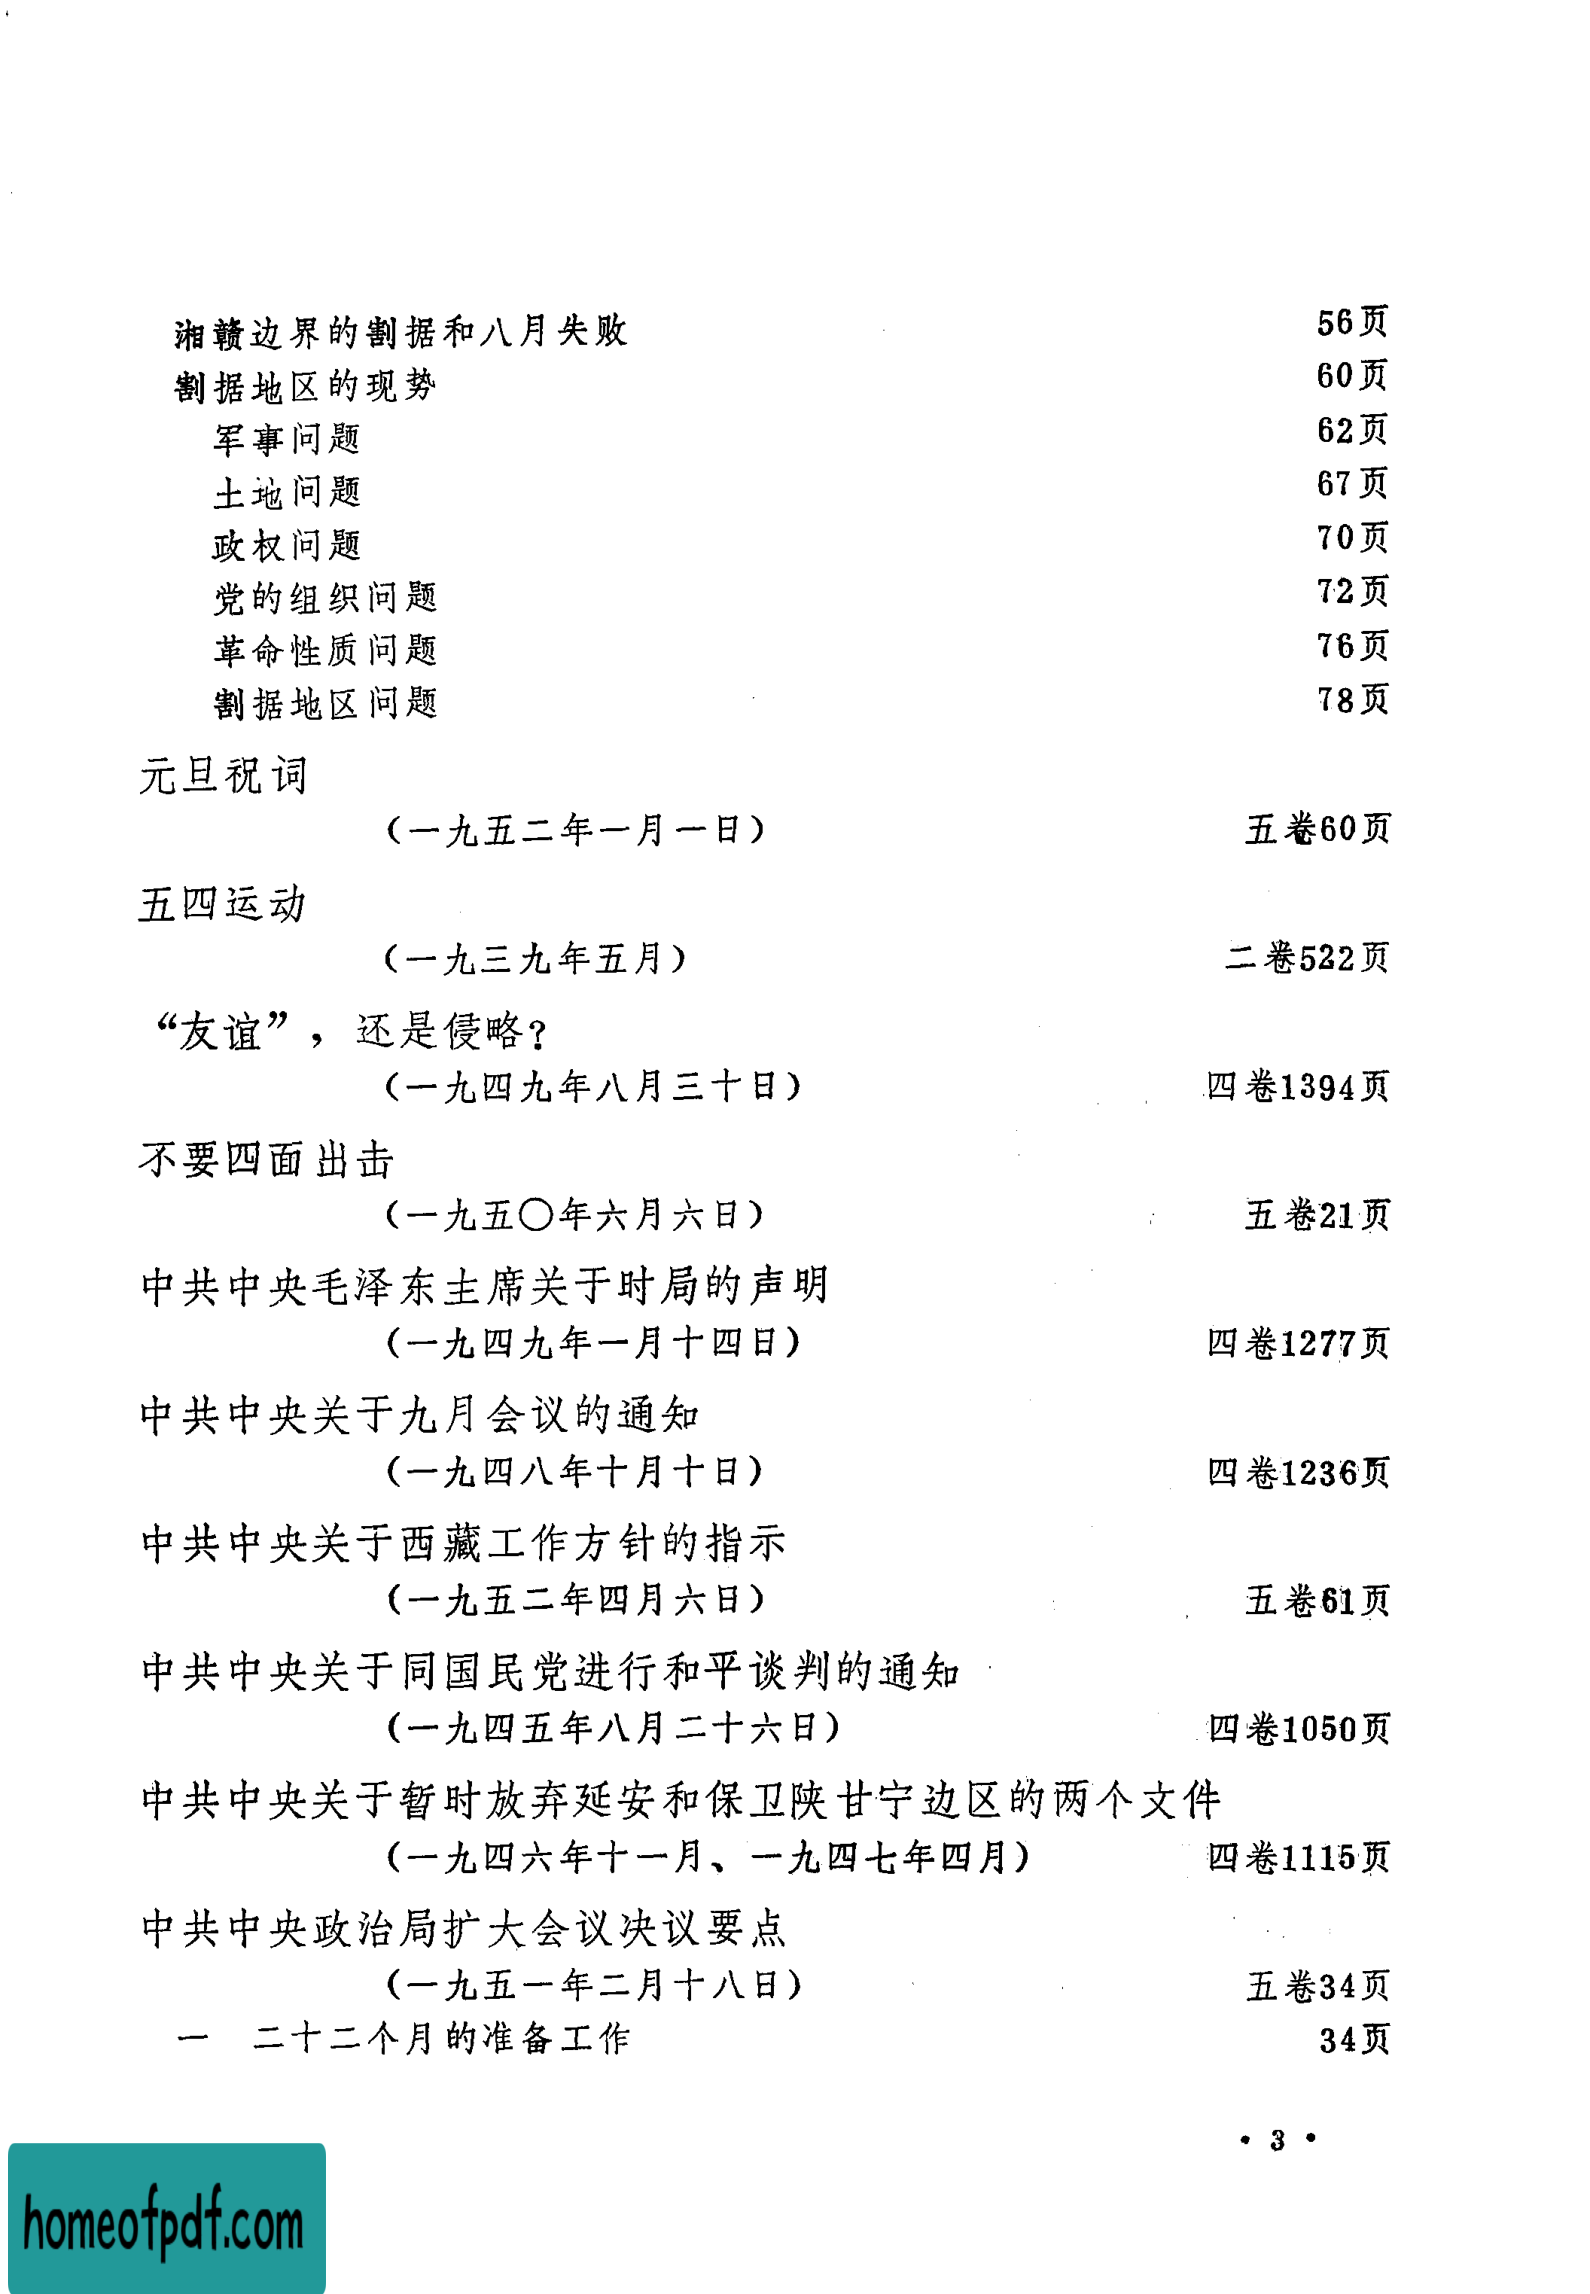 湘赣边界的割据和八月失败 56页
割据地区的现势 60页
军事问题 62页
土地问题 67页
政权问题 70页
党的组织问题 72页
革命性质问题 76页
割据地区问题 78页
元旦祝词
（一九五二年一月一日） 五卷60页
五四运动
（一九三九年五月） 二卷522页
“友谊”，还是侵略？
（一九四九年八月三十日） 四卷1394页
不要四面出击
（一九五〇年六月六日） 五卷21页
中共中央毛泽东主席关于时局的声明
（一九四九年一月十四日） 四卷1277页
中共中央关于九月会议的通知
（一九四八年十月十日） 四卷1236页
中共中央关于西藏工作方针的指示
（一九五二年四月六日） 五卷61页
中共中央关于同国民党进行和平谈判的通知
（一九四五年八月二十六日） 四卷1050页
中共中央关于暂时放弃延安和保卫陕甘宁边区的两个文件
（一九四六年十一月、一九四七年四月） 四卷1115页
中共中央政治局扩大会议决议要点
（一九五一年二月十八日） 五卷34页
一 二十二个月的准备工作 34页
• 3 •
homeofpdf.com